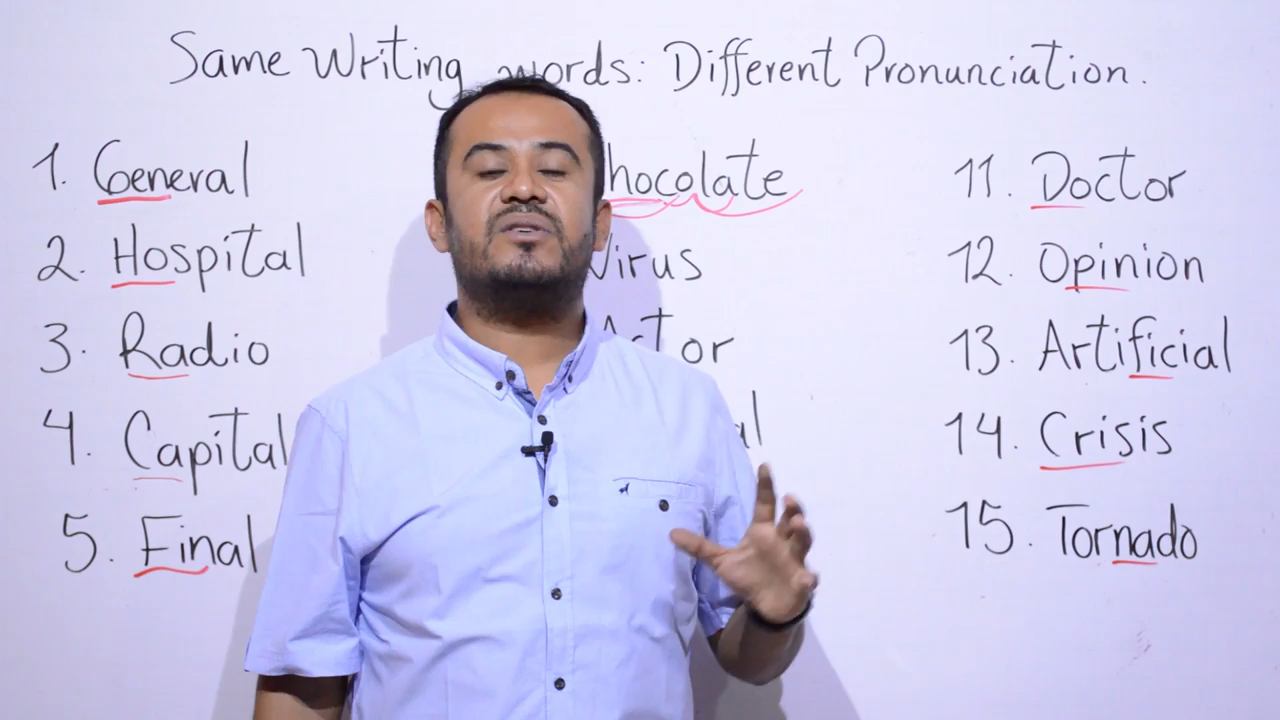 Same Writing words: Different Pronunciation.
1. General
2. Hospital
3. Radio
4. Capital
5. Final
hocolate
Virus
Actor
al
11. Doctor
12. Opinion
13. Artificial
14. Crisis
15. Tornado